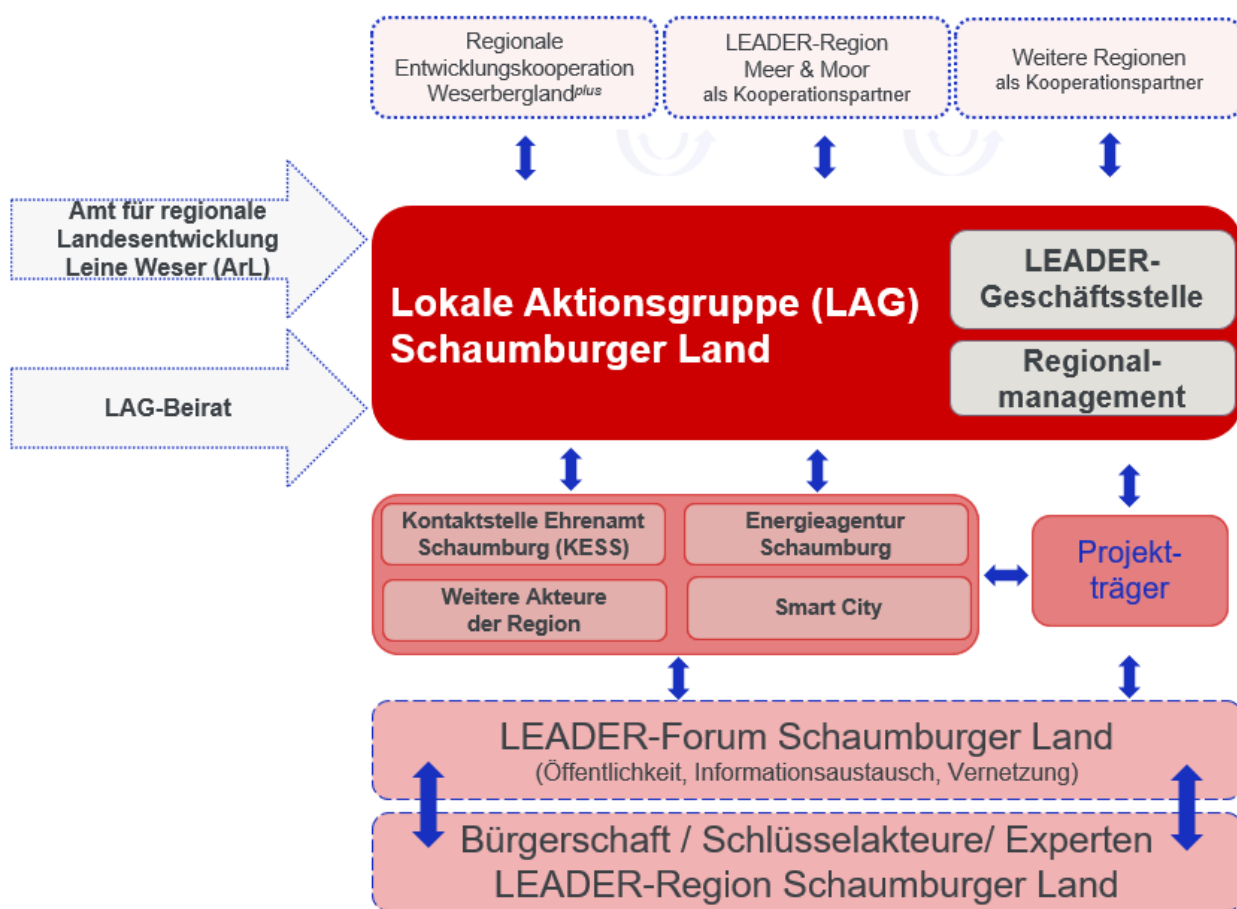 Regionale
Entwicklungskooperation
Weserbergland^plus
LEADER-Region
Meer & Moor
als Kooperationspartner
Weitere Regionen
als Kooperationspartner
Amt für regionale
Landesentwicklung
Leine Weser (ArL)
LAG-Beirat
Lokale Aktionsgruppe (LAG)
Schaumburger Land
LEADER-
Geschäftsstelle
Regional-
management
Kontaktstelle Ehrenamt
Schaumburg (KESS)
Energieagentur
Schaumburg
Weitere Akteure
der Region
Smart City
Projekt-
träger
LEADER-Forum Schaumburger Land
(Öffentlichkeit, Informationsaustausch, Vernetzung)
Bürgerschaft / Schlüsselakteure/ Experten
LEADER-Region Schaumburger Land